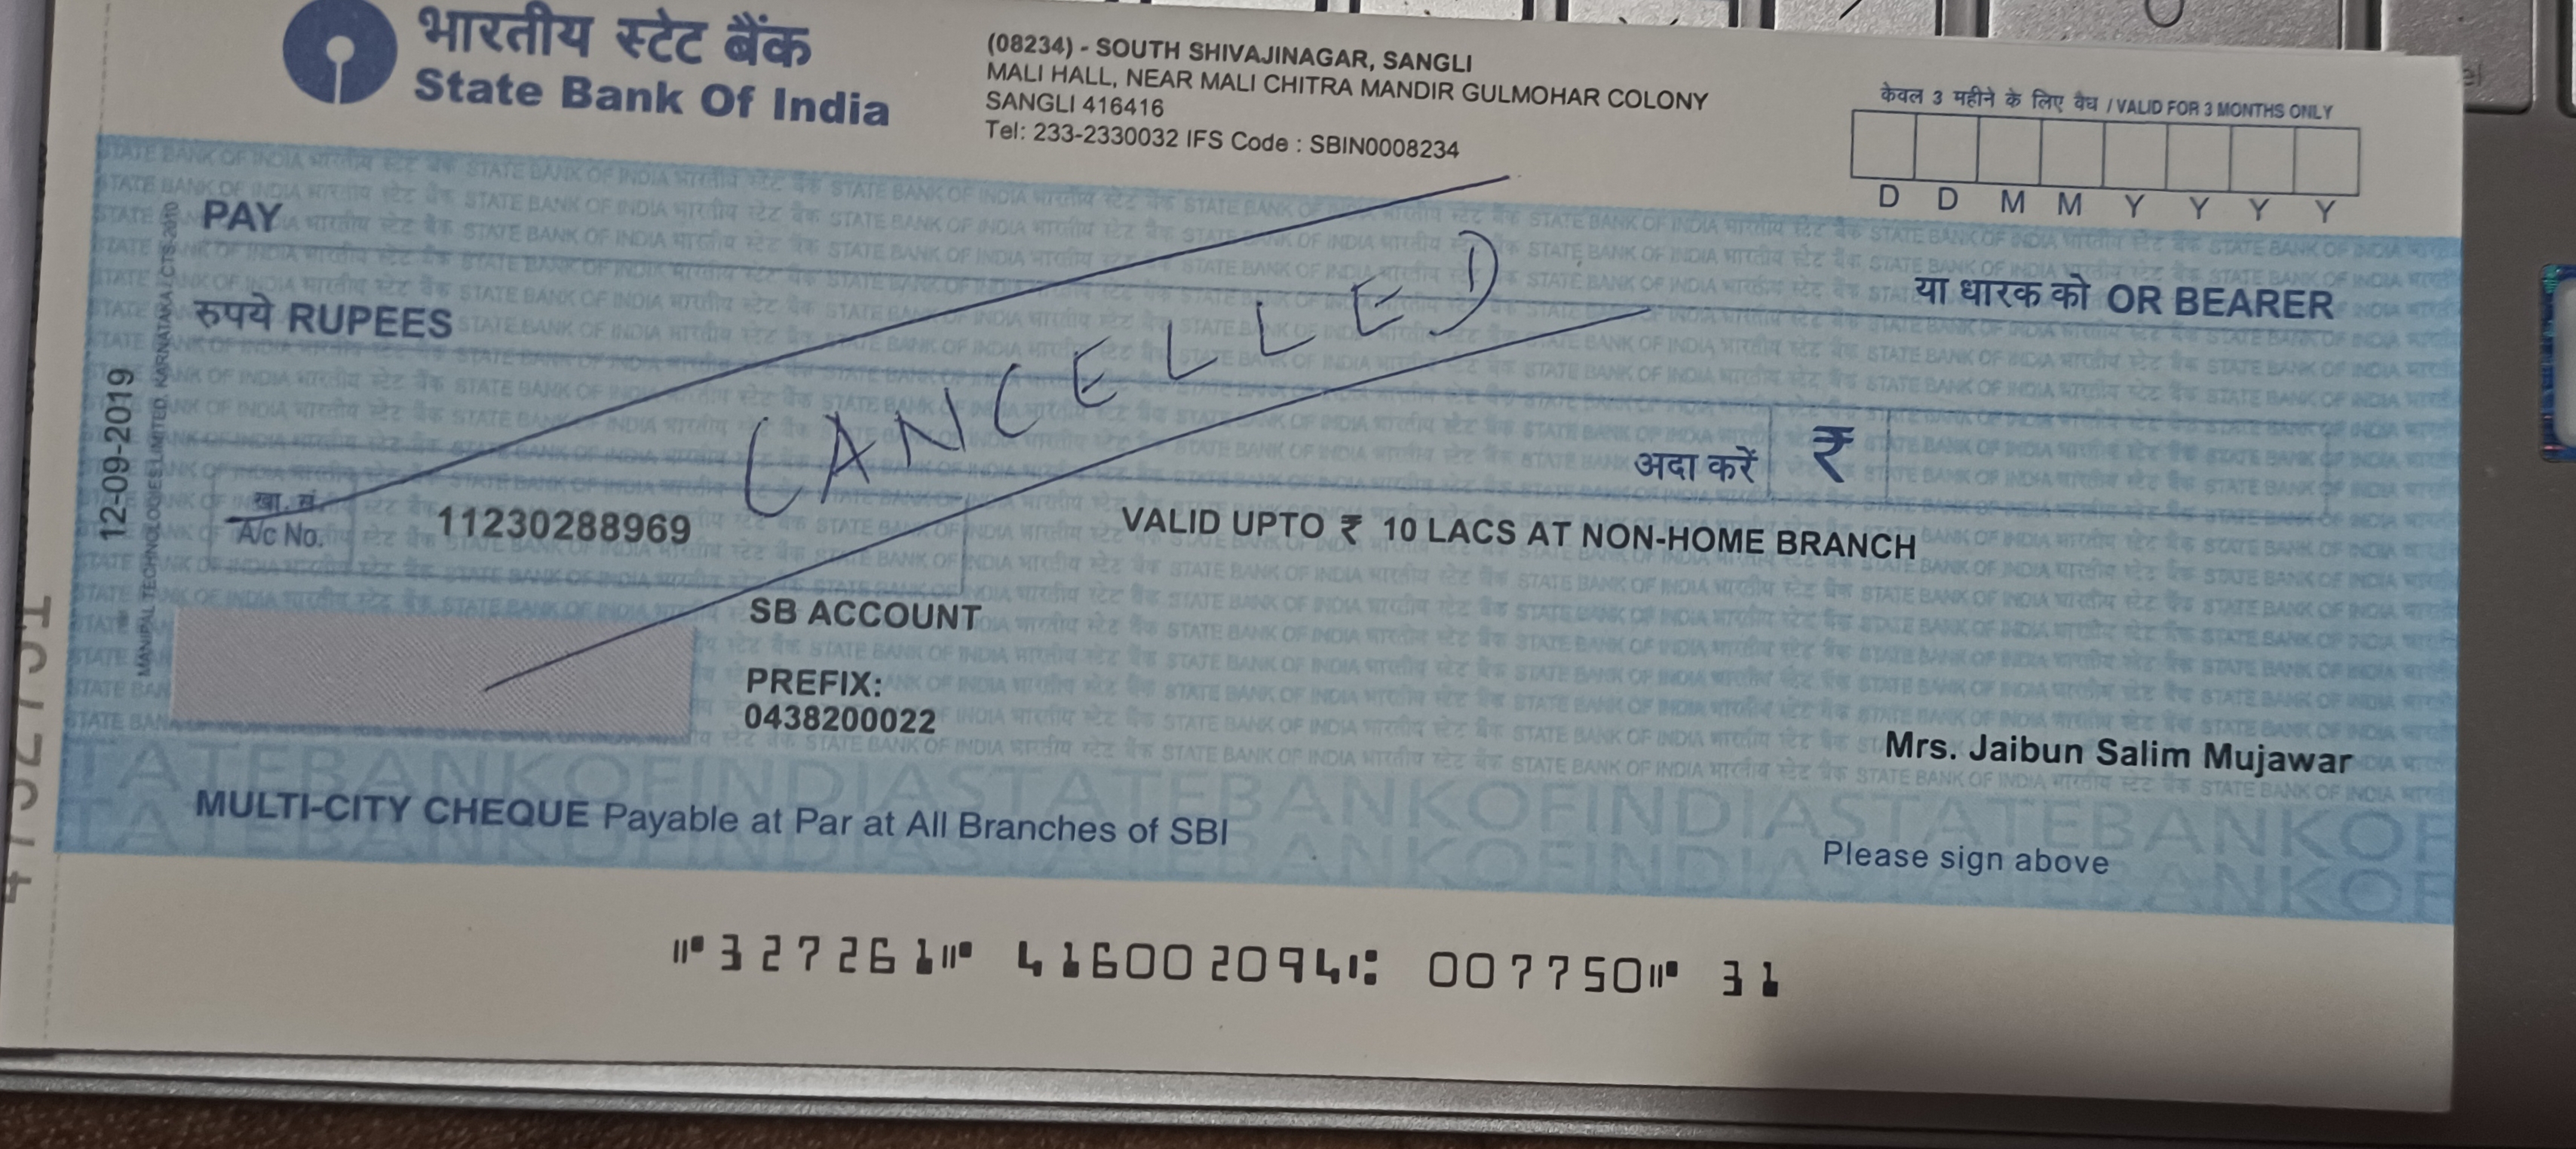 भारतीय स्टेट बैंक
State Bank Of India
(08234) - SOUTH SHIVAJINAGAR, SANGLI
MALI HALL, NEAR MALI CHITRA MANDIR GULMOHAR COLONY
SANGLI 416416
Tel: 233-2330032 IFS Code : SBIN0008234
केवल 3 महीने के लिए वैध / VALID FOR 3 MONTHS ONLY
D D M M Y Y Y Y
PAY
या धारक को OR BEARER
रुपये RUPEES
CANCELLED
अदा करें ₹
12-09-2019
MANIPAL TECHNOLOGIES LIMITED, KARNATAKA / CTS-2010
खा. सं.
A/c No.
11230288969
VALID UPTO ₹ 10 LACS AT NON-HOME BRANCH
SB ACCOUNT
PREFIX:
0438200022
Mrs. Jaibun Salim Mujawar
MULTI-CITY CHEQUE Payable at Par at All Branches of SBI
Please sign above
⑈327261⑈ 416002094⑆ 007750⑈ 31